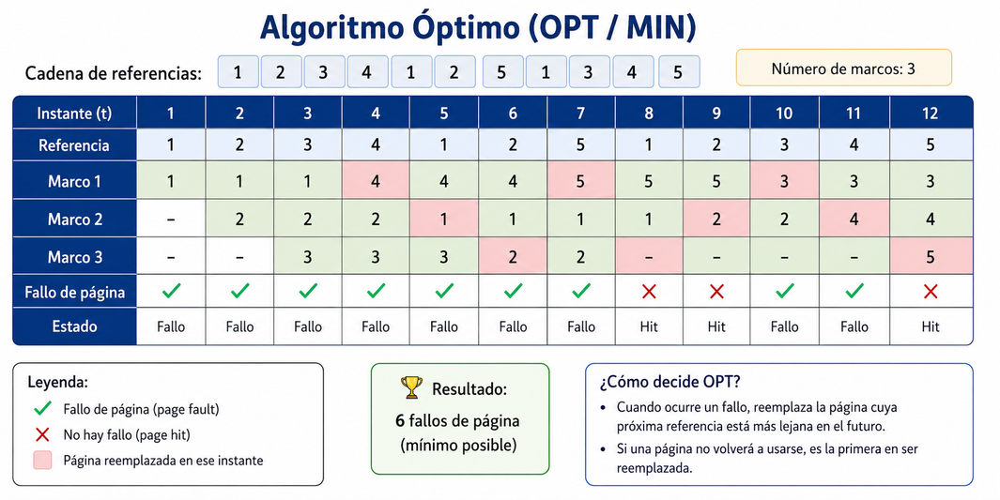 Algoritmo Óptimo (OPT / MIN)
Cadena de referencias: 1 2 3 4 1 2 5 1 3 4 5
Número de marcos: 3
Instante (t) 1 2 3 4 5 6 7 8 9 10 11 12
Referencia 1 2 3 4 1 2 5 1 2 3 4 5
Marco 1 1 1 1 4 4 4 5 5 5 3 3 3
Marco 2 – 2 2 2 1 1 1 1 2 2 4 4
Marco 3 – – 3 3 3 2 2 – – – – 5
Fallo de página ✓ ✓ ✓ ✓ ✓ ✓ ✓ ✗ ✗ ✓ ✓ ✗
Estado Fallo Fallo Fallo Fallo Fallo Fallo Fallo Hit Hit Fallo Fallo Hit
Leyenda:
✓ Fallo de página (page fault)
✗ No hay fallo (page hit)
Página reemplazada en ese instante
🏆 Resultado:
6 fallos de página
(mínimo posible)
¿Cómo decide OPT?
• Cuando ocurre un fallo, reemplaza la página cuya
próxima referencia está más lejana en el futuro.
• Si una página no volverá a usarse, es la primera en ser
reemplazada.